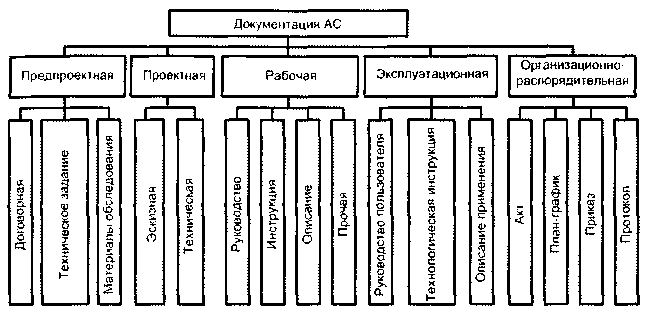 Документация АС
Предпроектная
Проектная
Рабочая
Эксплуатационная
Организационно-
распорядительная
Договорная
Техническое задание
Материалы обследования
Эскизная
Техническая
Руководство
Инструкция
Описание
Прочая
Руководство пользователя
Технологическая инструкция
Описание применения
Акт
План-график
Приказ
Протокол